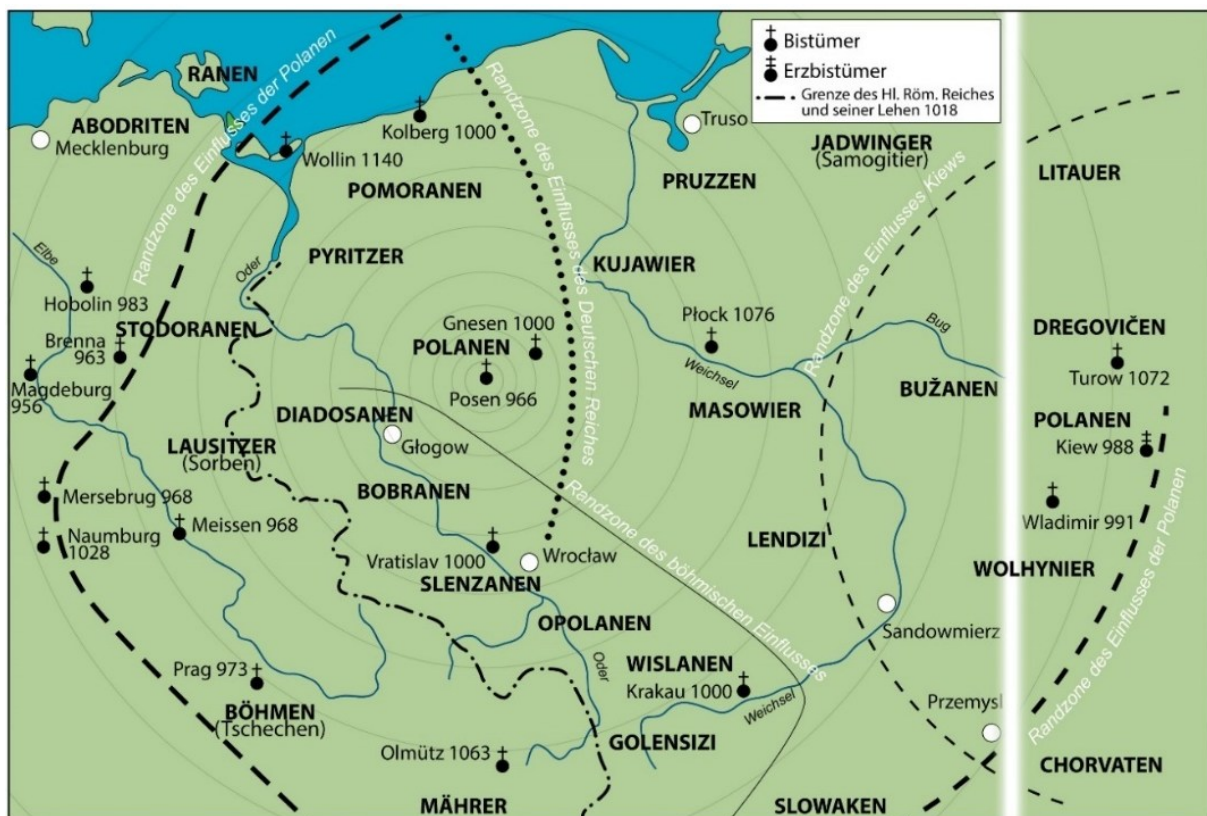 Bistümer
Erzbistümer
Grenze des Hl. Röm. Reiches
und seiner Lehen 1018
RANEN
ABODRITEN
Mecklenburg
Randzone des Einflusses der Polanen
Wollin 1140
Kolberg 1000
Randzone des Einflusses des Deutschen Reiches
Truso
JADWINGER
(Samogitier)
LITAUER
POMORANEN
PRUZZEN
Randzone des Einflusses Kiews
Elbe
Oder
PYRITZER
KUJAWIER
Hobolin 983
STODORANEN
Brenna
963
Gnesen 1000
POLANEN
Posen 966
Płock 1076
Weichsel
Bug
DREGOVIČEN
Turow 1072
Magdeburg
956
BUŽANEN
MASOWIER
DIADOSANEN
Głogow
POLANEN
Kiew 988
LAUSITZER
(Sorben)
BOBRANEN
Mersebrug 968
Naumburg
1028
Meissen 968
Wladimir 991
Vratislav 1000
Wrocław
SLENZANEN
Randzone des böhmischen Einflusses
LENDIZI
WOLHYNIER
Randzone des Einflusses der Polanen
OPOLANEN
Sandowmierz
Oder
WISLANEN
Krakau 1000
Weichsel
Prag 973
BÖHMEN
(Tschechen)
Przemysl
Olmütz 1063
GOLENSIZI
CHORVATEN
MÄHRER
SLOWAKEN